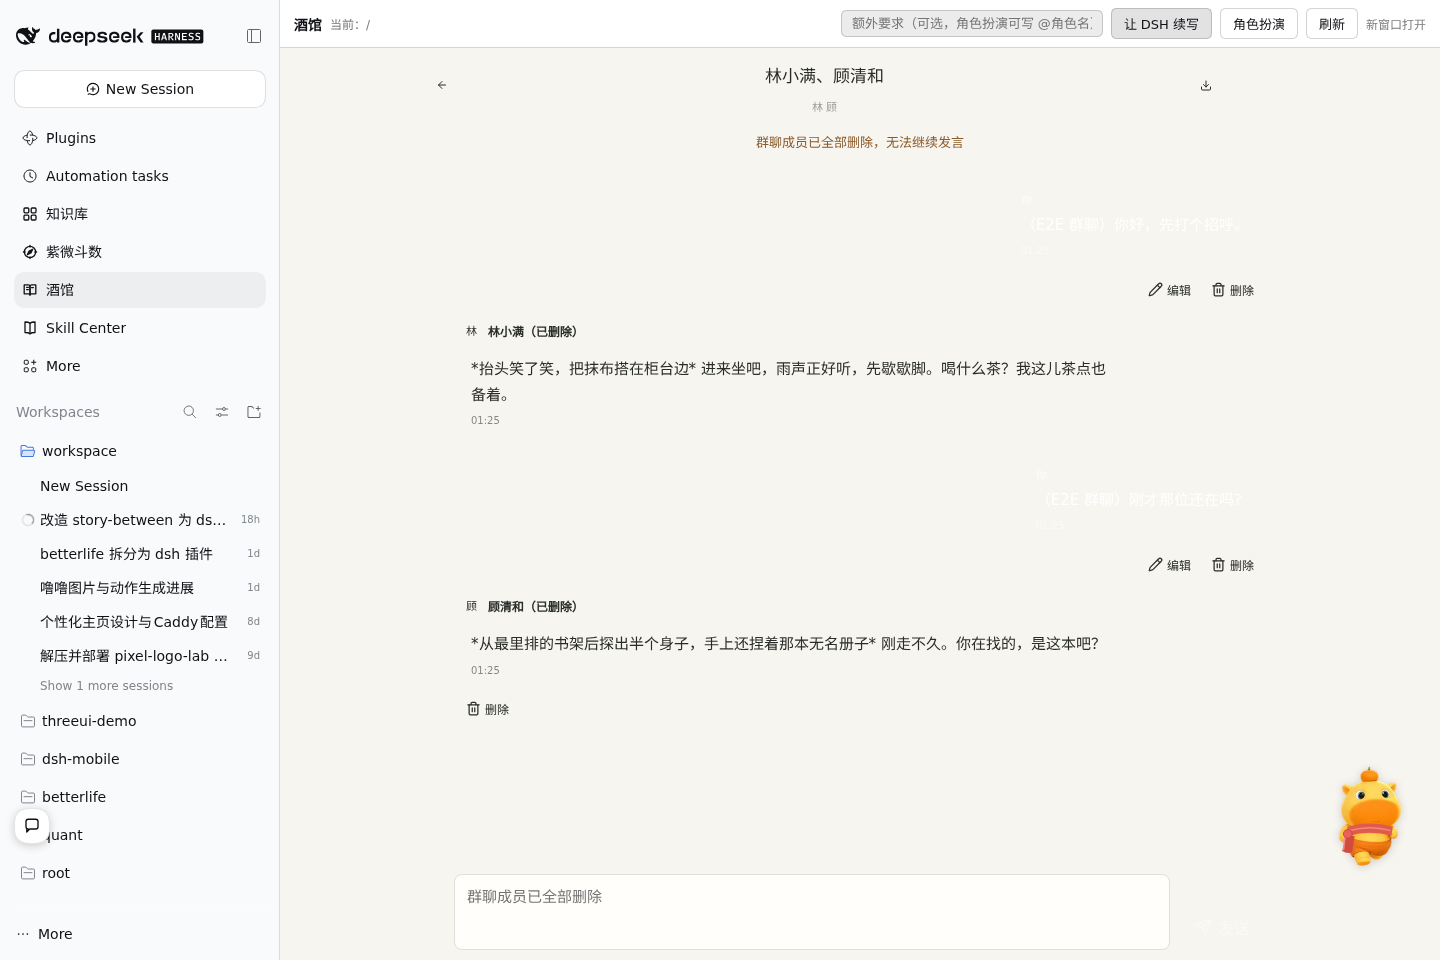 deepseek HARNESS
New Session
Plugins
Automation tasks
知识库
紫微斗数
酒馆
Skill Center
More
Workspaces
workspace
New Session
改造 story-between 为 ds… 18h
betterlife 拆分为 dsh 插件 1d
噜噜图片与动作生成进展 1d
个性化主页设计与Caddy配置 8d
解压并部署 pixel-logo-lab … 9d
Show 1 more sessions
threeui-demo
dsh-mobile
betterlife
quant
root
More
酒馆 当前：/
额外要求（可选，角色扮演可写 @角色名
让 DSH 续写
角色扮演
刷新
新窗口打开
林小满、顾清和
林 顾
群聊成员已全部删除，无法继续发言
（E2E 群聊）你好，先打个招呼。
01:25
编辑 删除
林 林小满（已删除）
*抬头笑了笑，把抹布搭在柜台边* 进来坐吧，雨声正好听，先歇歇脚。喝什么茶？我这儿茶点也
备着。
01:25
（E2E 群聊）刚才那位还在吗？
01:25
编辑 删除
顾 顾清和（已删除）
*从最里排的书架后探出半个身子，手上还捏着那本无名册子* 刚走不久。你在找的，是这本吧？
01:25
删除
群聊成员已全部删除
发送